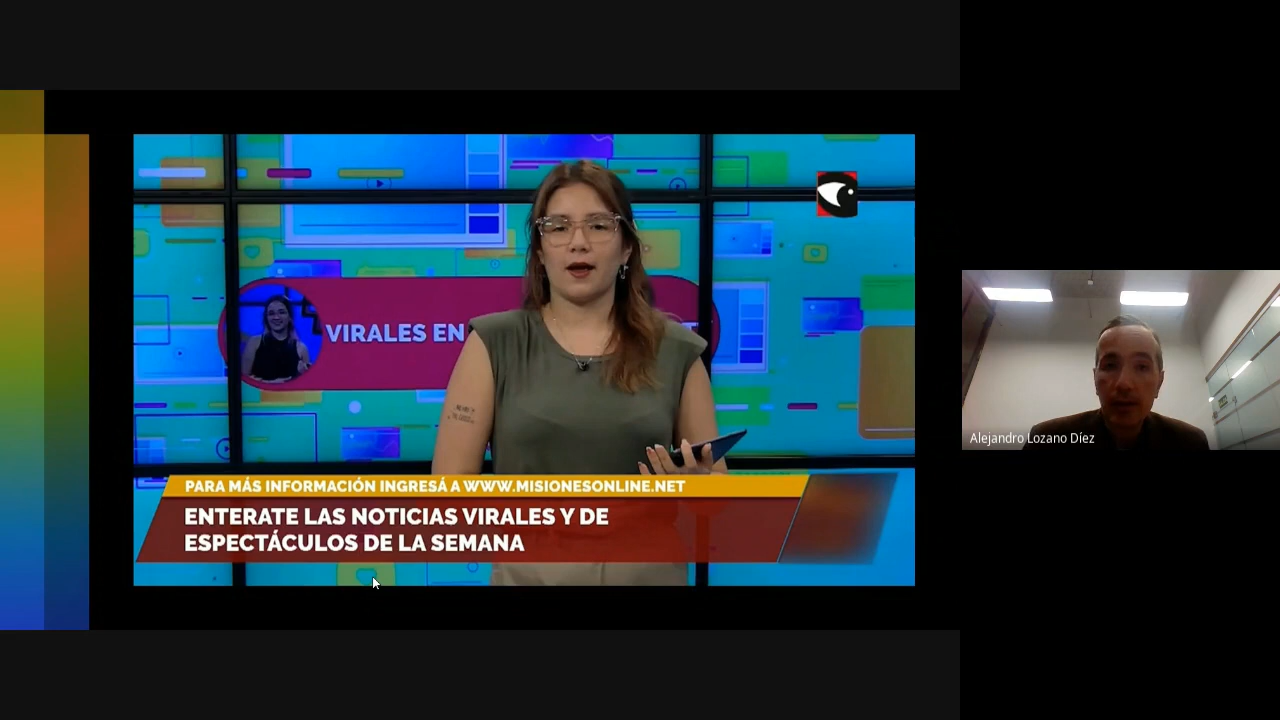 VIRALES EN
PARA MÁS INFORMACIÓN INGRESÁ A WWW.MISIONESONLINE.NET
ENTERATE LAS NOTICIAS VIRALES Y DE
ESPECTÁCULOS DE LA SEMANA
Alejandro Lozano Díez